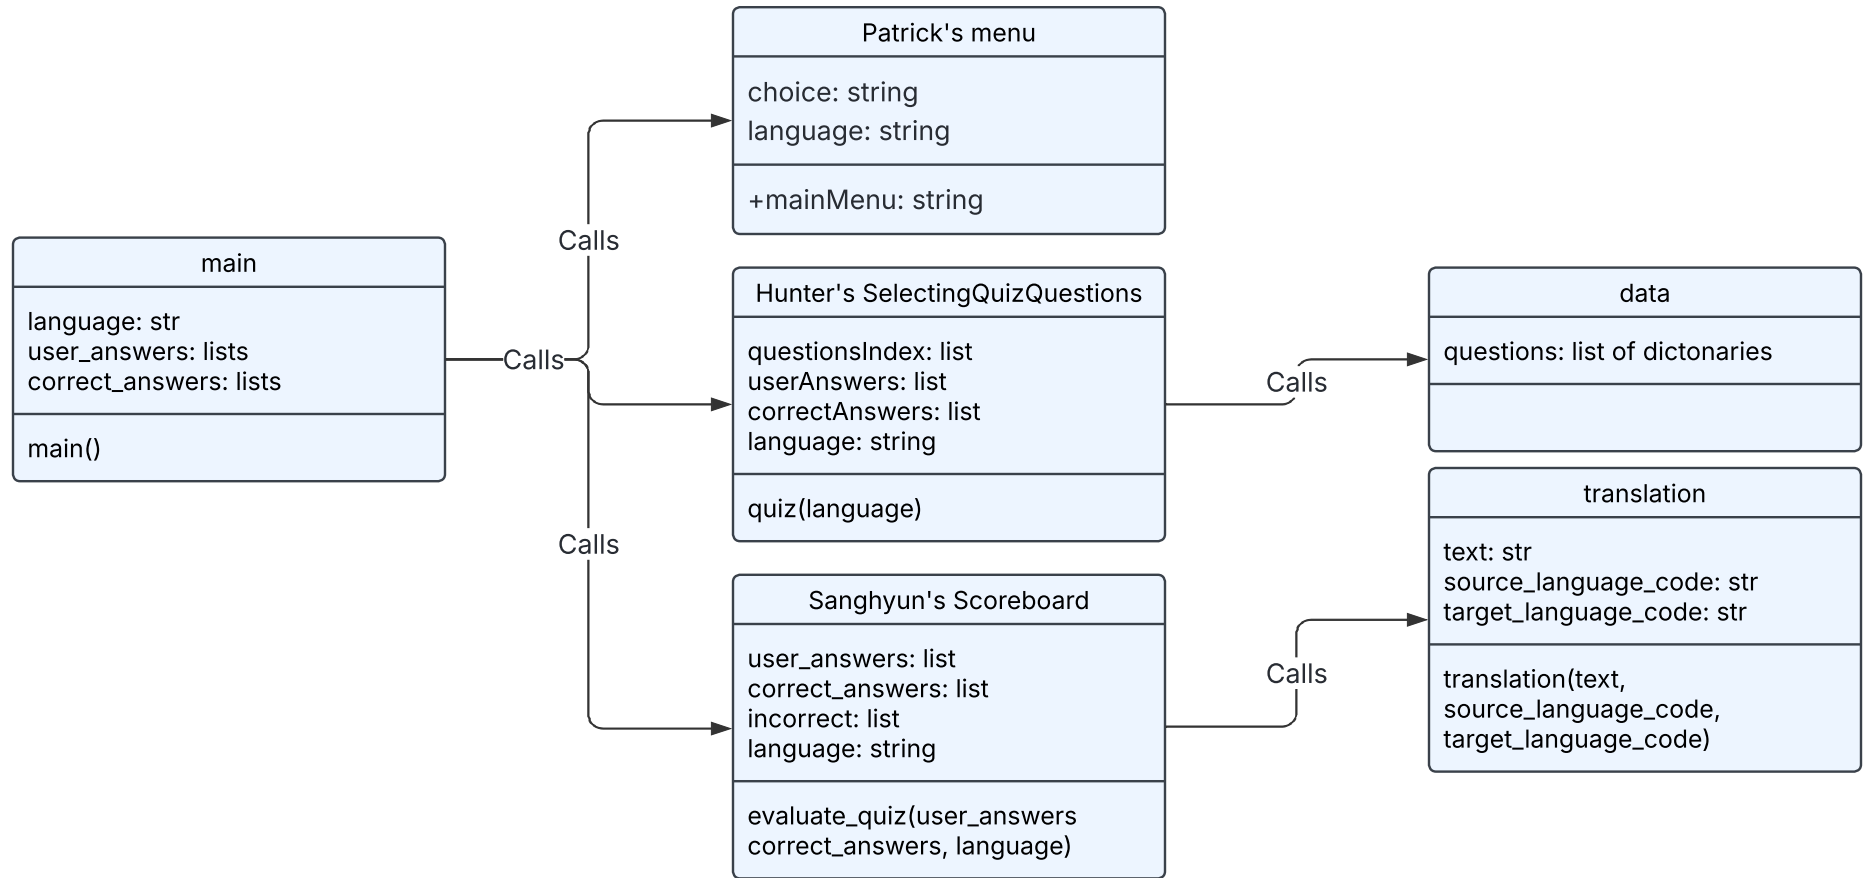 Patrick's menu
choice: string
language: string
+mainMenu: string
Calls
main
language: str
user_answers: lists
correct_answers: lists
main()
Calls
Hunter's SelectingQuizQuestions
questionsIndex: list
userAnswers: list
correctAnswers: list
language: string
quiz(language)
Calls
data
questions: list of dictonaries
Calls
Sanghyun's Scoreboard
user_answers: list
correct_answers: list
incorrect: list
language: string
evaluate_quiz(user_answers
correct_answers, language)
Calls
translation
text: str
source_language_code: str
target_language_code: str
translation(text,
source_language_code,
target_language_code)